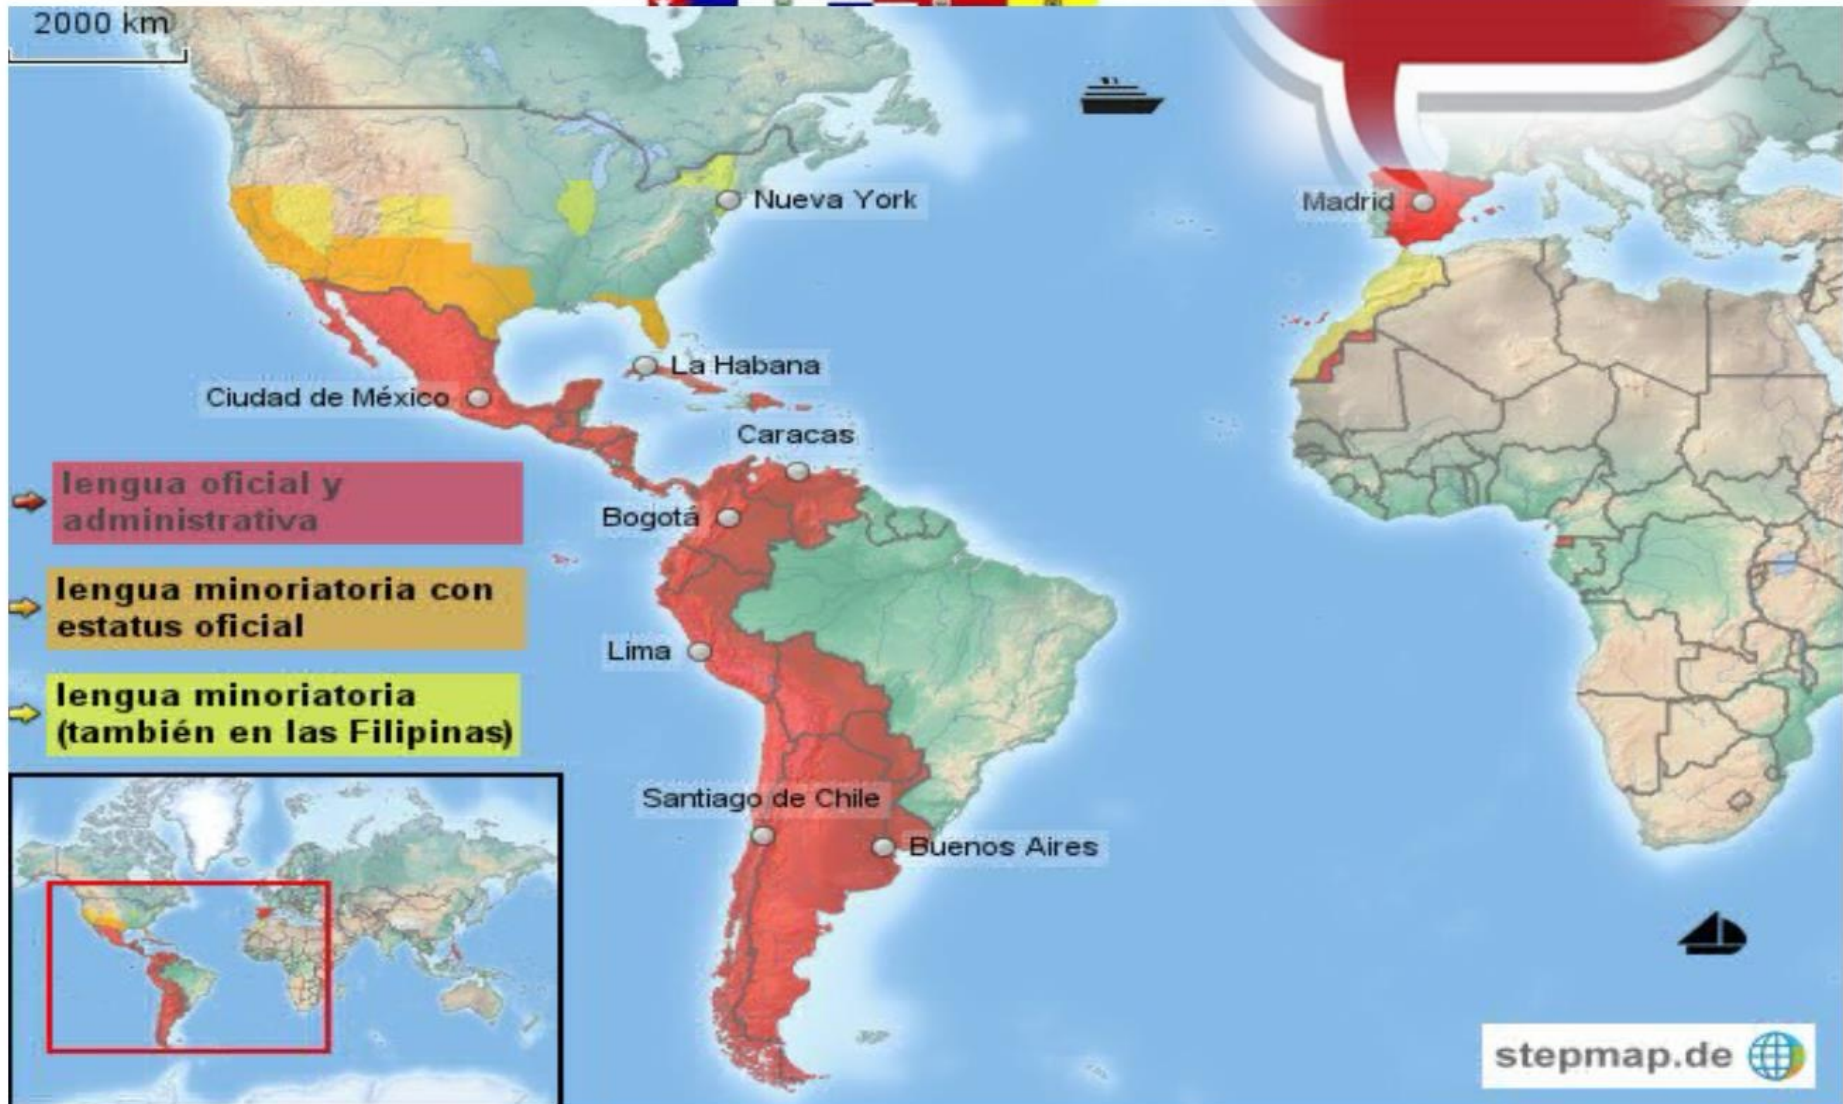 2000 km
Nueva York
Madrid
La Habana
Ciudad de México
Caracas
lengua oficial y
administrativa
Bogotá
lengua minoriatoria con
estatus oficial
Lima
lengua minoriatoria
(también en las Filipinas)
Santiago de Chile
Buenos Aires
stepmap.de